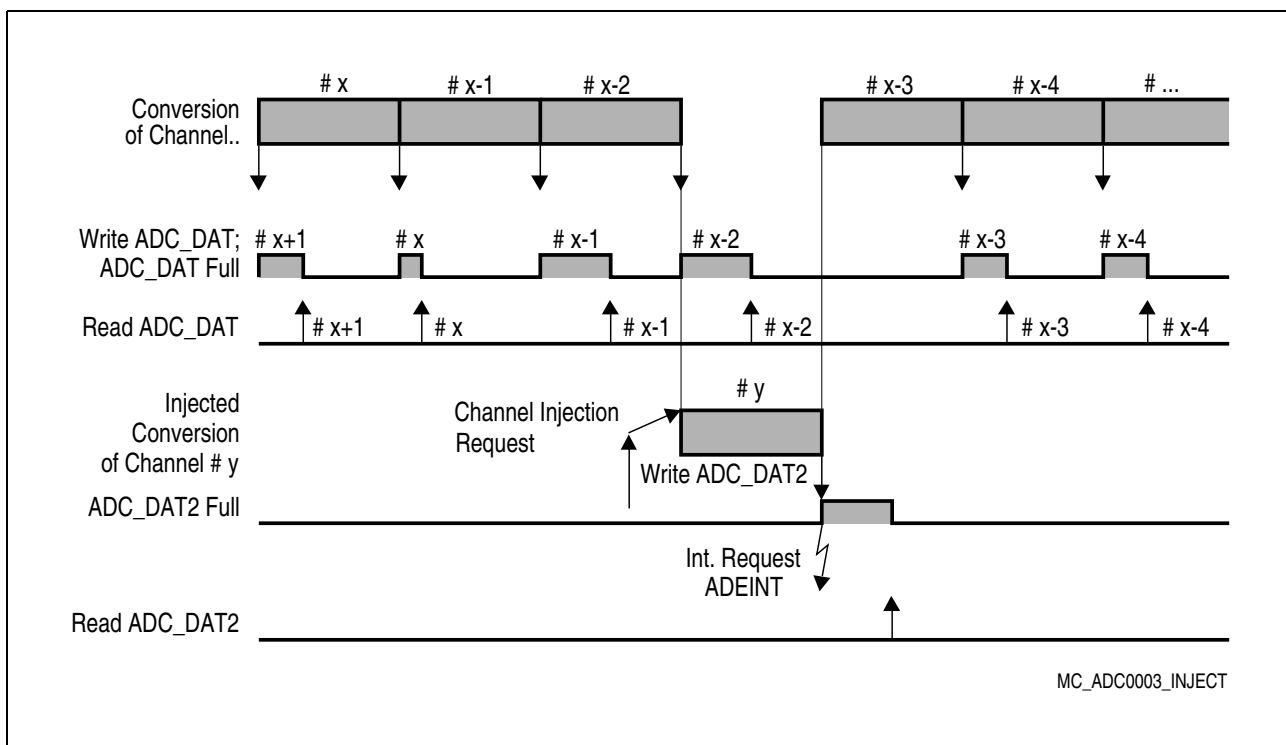 # x # x-1 # x-2 # x-3 # x-4 # ...
Conversion
of Channel..
Write ADC_DAT;
ADC_DAT Full
# x+1 # x # x-1 # x-2 # x-3 # x-4
Read ADC_DAT
# x+1 # x # x-1 # x-2 # x-3 # x-4
Injected
Conversion
of Channel # y
Channel Injection
Request
# y
Write ADC_DAT2
ADC_DAT2 Full
Int. Request
ADEINT
Read ADC_DAT2
MC_ADC0003_INJECT